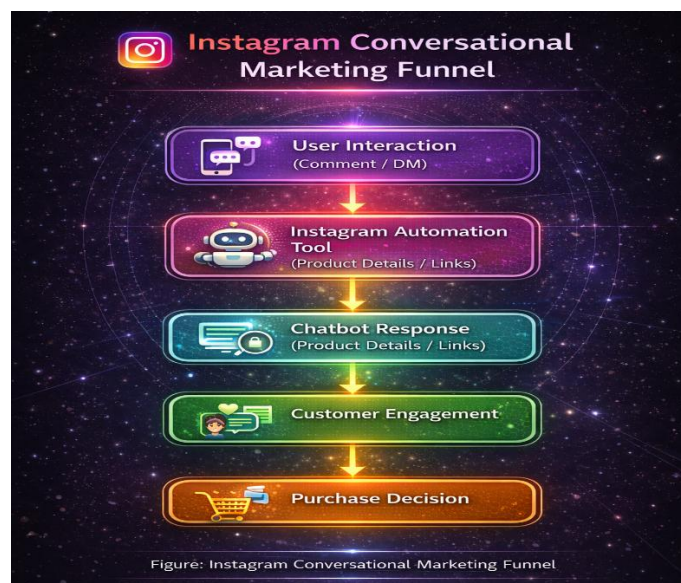 Instagram Conversational
Marketing Funnel
User Interaction
(Comment / DM)
Instagram Automation
Tool
(Product Details / Links)
Chatbot Response
(Product Details / Links)
Customer Engagement
Purchase Decision
Figure: Instagram Conversational Marketing Funnel